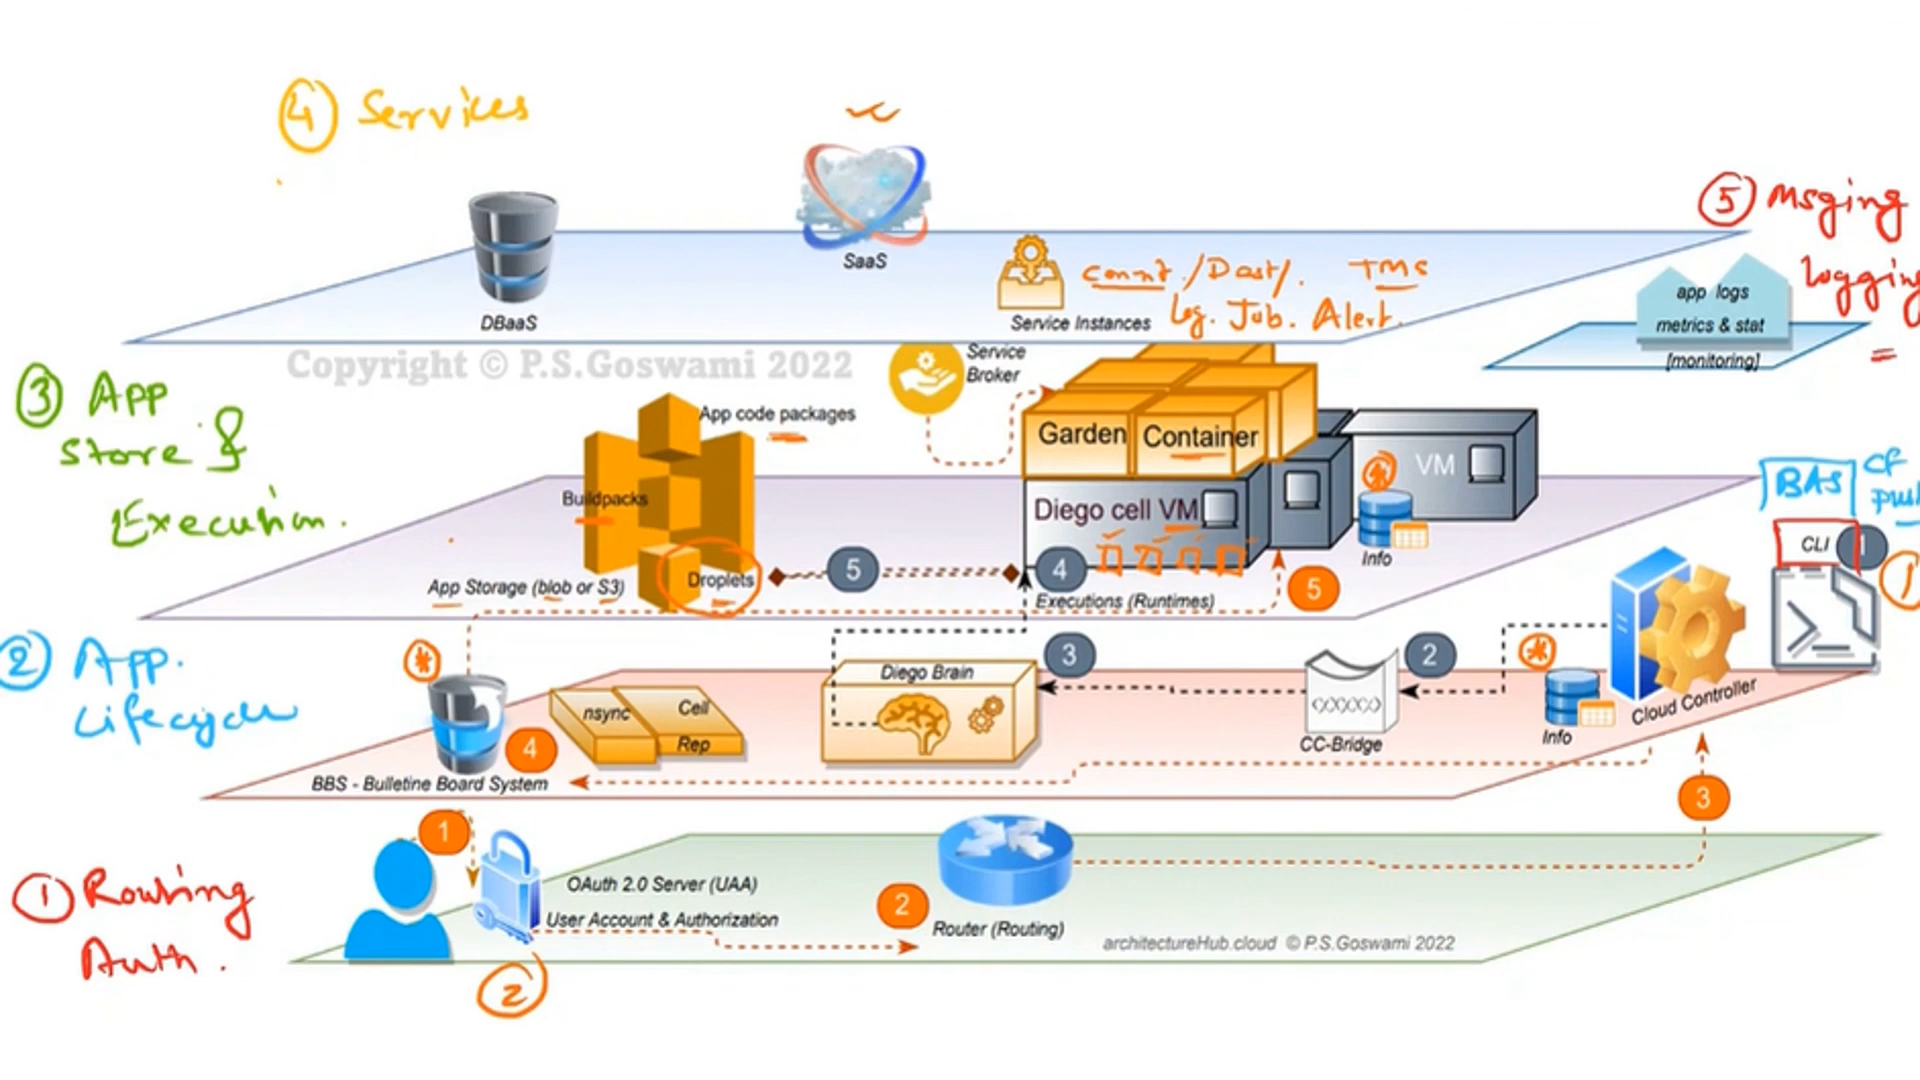 ④ Services
SaaS
DBaaS
Service Instances
Connt./Dest/. TMS
Log. Job. Alert.
⑤ Msging
Logging
app logs
metrics & stat
[monitoring]
Copyright © P.S.Goswami 2022
Service
Broker
③ App
Store &
Execution.
App code packages
Buildpacks
Droplets
App Storage (blob or S3)
5
Garden
Container
Diego cell VM
VM
Info
4
Executions (Runtimes)
5
BAS
CF
CLI
1
1
② App.
Lifecycle
*
*
*
nsync
Cell
Rep
4
BBS - Bulletine Board System
Diego Brain
3
2
CC-Bridge
Info
Cloud Controller
3
① Routing
Auth.
1
OAuth 2.0 Server (UAA)
User Account & Authorization
2
2
Router (Routing)
architectureHub.cloud © P.S.Goswami 2022